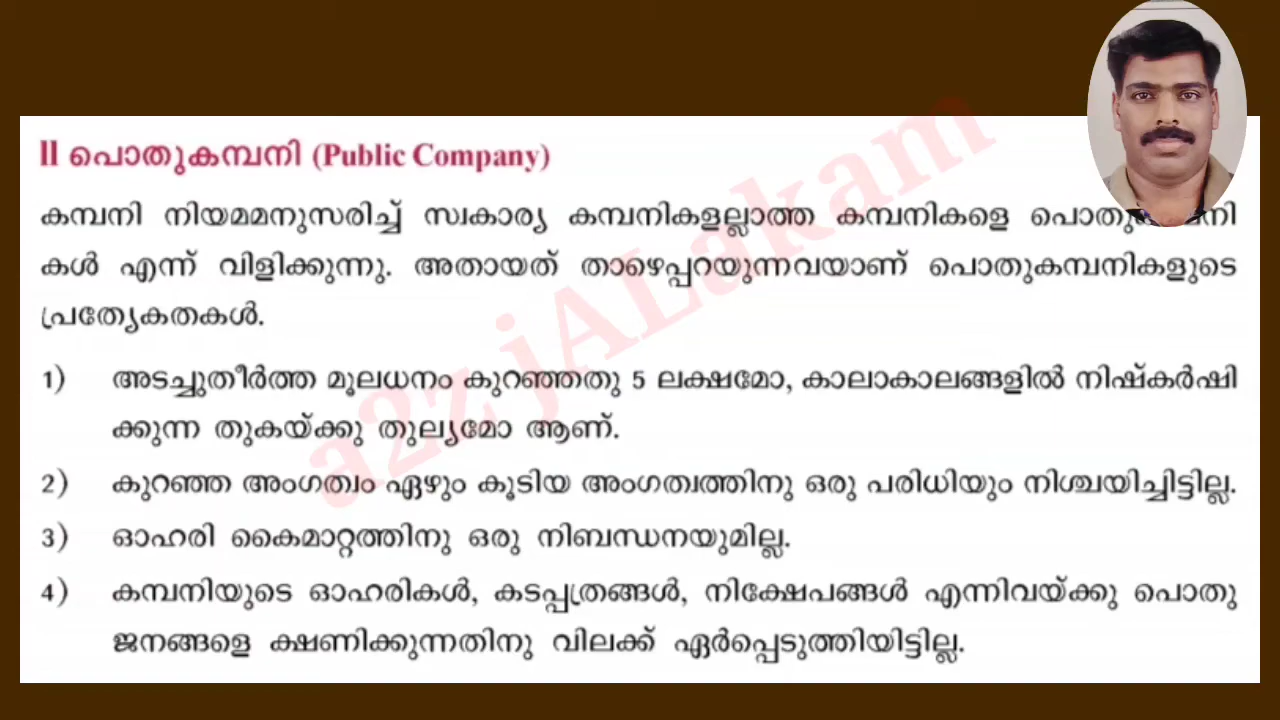 II പൊതുകമ്പനി (Public Company)
കമ്പനി നിയമമനുസരിച്ച് സ്വകാര്യ കമ്പനികളല്ലാത്ത കമ്പനികളെ
കൾ എന്ന് വിളിക്കുന്നു. അതായത് താഴെപ്പറയുന്നവയാണ് പൊതുകമ്പനികളുടെ
പ്രത്യേകതകൾ.
1) അടച്ചുതീർത്ത മൂലധനം കുറഞ്ഞതു 5 ലക്ഷമോ, കാലാകാലങ്ങളിൽ നിഷ്കർഷി
ക്കുന്ന തുകയ്ക്കു തുല്യമോ ആണ്.
2) കുറഞ്ഞ അംഗത്വം ഏഴും കൂടിയ അംഗത്വത്തിനു ഒരു പരിധിയും നിശ്ചയിച്ചിട്ടില്ല.
3) ഓഹരി കൈമാറ്റത്തിനു ഒരു നിബന്ധനയുമില്ല.
4) കമ്പനിയുടെ ഓഹരികൾ, കടപ്പത്രങ്ങൾ, നിക്ഷേപങ്ങൾ എന്നിവയ്ക്കു പൊതു
ജനങ്ങളെ ക്ഷണിക്കുന്നതിനു വിലക്ക് ഏർപ്പെടുത്തിയിട്ടില്ല.
a2z jALakam